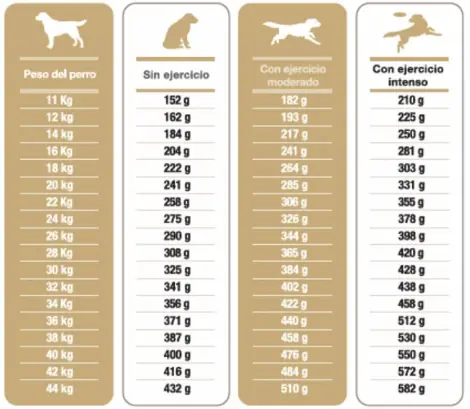 Peso del perro Sin ejercicio Con ejercicio moderado Con ejercicio intenso
11 Kg 152 g 182 g 210 g
12 kg 162 g 193 g 225 g
14 kg 184 g 217 g 250 g
16 Kg 204 g 241 g 281 g
18 kg 222 g 264 g 303 g
20 kg 241 g 285 g 331 g
22 Kg 258 g 306 g 355 g
24 kg 275 g 326 g 378 g
26 kg 290 g 344 g 398 g
28 Kg 308 g 365 g 420 g
30 kg 325 g 384 g 428 g
32 kg 341 g 402 g 438 g
34 Kg 356 g 422 g 458 g
36 kg 371 g 440 g 512 g
38 kg 387 g 458 g 530 g
40 kg 400 g 476 g 550 g
42 kg 416 g 484 g 572 g
44 kg 432 g 510 g 582 g